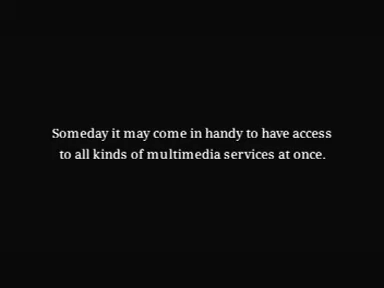 Someday it may come in handy to have access
to all kinds of multimedia services at once.